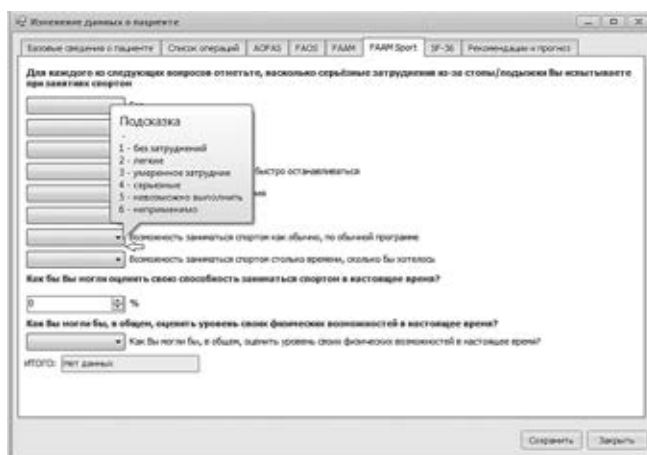 Изменение данных о пациенте
Базовые сведения о пациенте Список операций AOFAS FAOS FAAM FAAM Sport SF-36 Рекомендации и прогноз
Для каждого из следующих вопросов отметьте, насколько серьёзные затруднения из-за стопы/лодыжки Вы испытываете
при занятиях спортом
Подсказка
1 - без затруднений
2 - легкие
3 - умеренное затрудние
4 - серьезные
5 - невозможно выполнить
6 - неприменимо
быстро останавливаться
Возможность заниматься спортом как обычно, по обычной программе
Возможность заниматься спортом столько времени, сколько бы хотелось
Как бы Вы могли оценить свою способность заниматься спортом в настоящее время?
0 %
Как Вы могли бы, в общем, оценить уровень своих физических возможностей в настоящее время?
Как Вы могли бы, в общем, оценить уровень своих физических возможностей в настоящее время?
ИТОГО: Нет данных
Сохранить Закрыть